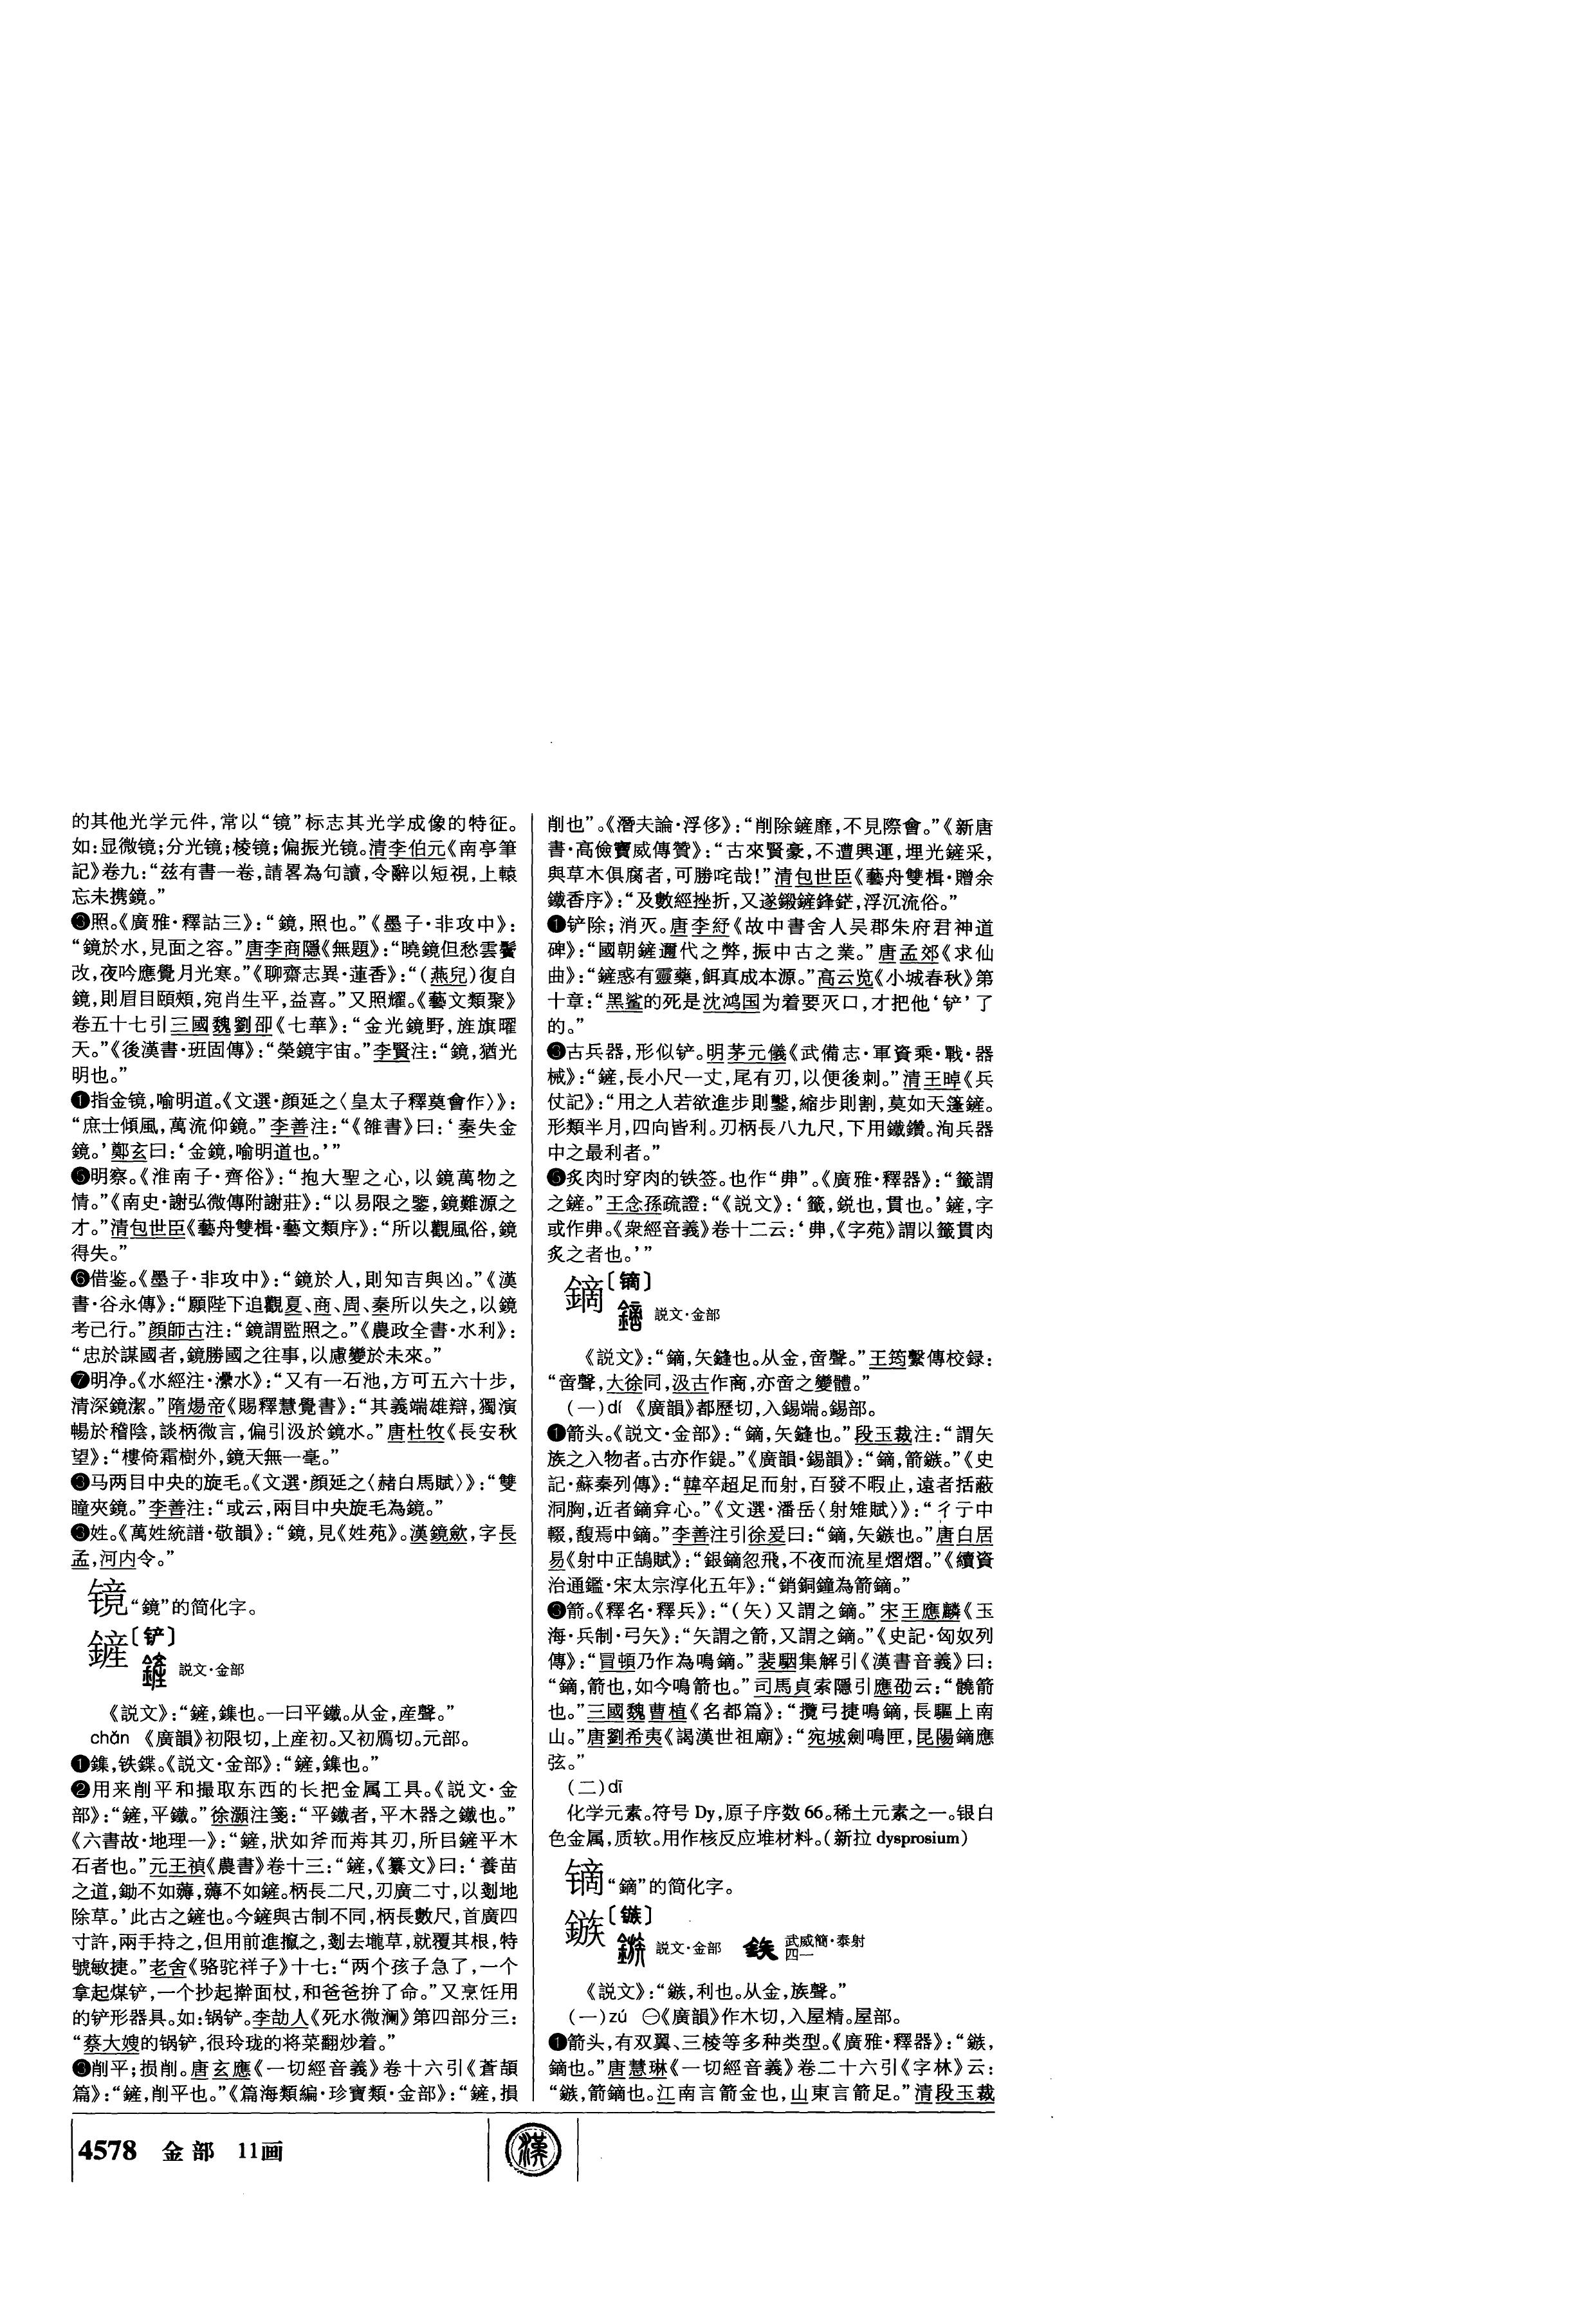 的其他光学元件,常以“镜”标志其光学成像的特征。
如:显微镜;分光镜;棱镜;偏振光镜。清李伯元《南亭筆
記》卷九:“兹有書一卷,請畧為句讀,令辭以短視,上轅
忘未携鏡。”
❸照。《廣雅·釋詁三》:“鏡,照也。”《墨子·非攻中》:
“鏡於水,見面之容。”唐李商隱《無題》:“曉鏡但愁雲鬢
改,夜吟應覺月光寒。”《聊齋志異·蓮香》:“(燕兒)復自
鏡,則眉目頤頰,宛肖生平,益喜。”又照耀。《藝文類聚》
卷五十七引三國魏劉卲《七華》:“金光鏡野,旌旗曜
天。”《後漢書·班固傳》:“榮鏡宇宙。”李賢注:“鏡,猶光
明也。”
❶指金镜,喻明道。《文選·顔延之〈皇太子釋奠會作〉》:
“庶士傾風,萬流仰鏡。”李善注:“《雒書》曰:‘秦失金
鏡。’鄭玄曰:‘金鏡,喻明道也。’”
❺明察。《淮南子·齊俗》:“抱大聖之心,以鏡萬物之
情。”《南史·謝弘微傳附謝莊》:“以易限之鑒,鏡難源之
才。”清包世臣《藝舟雙楫·藝文類序》:“所以觀風俗,鏡
得失。”
❻借鉴。《墨子·非攻中》:“鏡於人,則知吉與凶。”《漢
書·谷永傳》:“願陛下追觀夏、商、周、秦所以失之,以鏡
考己行。”顔師古注:“鏡謂監照之。”《農政全書·水利》:
“忠於謀國者,鏡勝國之往事,以慮變於未來。”
❼明净。《水經注·灅水》:“又有一石池,方可五六十步,
清深鏡潔。”隋煬帝《賜釋慧覺書》:“其義端雄辯,獨演
暢於稽陰,談柄微言,偏引汲於鏡水。”唐杜牧《長安秋
望》:“樓倚霜樹外,鏡天無一毫。”
❸马两目中央的旋毛。《文選·顔延之〈赭白馬賦〉》:“雙
瞳夾鏡。”李善注:“或云,兩目中央旋毛為鏡。”
❸姓。《萬姓統譜·敬韻》:“鏡,見《姓苑》。漢鏡歛,字長
孟,河内令。”
镜“鏡”的简化字。
鏟〔铲〕
説文·金部
《説文》:“鏟,鏶也。一曰平鐵。从金,産聲。”
chǎn 《廣韻》初限切,上産初。又初鴈切。元部。
❶鏶,铁鍱。《説文·金部》:“鏟,鏶也。”
❷用来削平和撮取东西的长把金属工具。《説文·金
部》:“鏟,平鐵。”徐灝注箋:“平鐵者,平木器之鐵也。”
《六書故·地理一》:“鏟,狀如斧而歬其刃,所㠯鏟平木
石者也。”元王禎《農書》卷十三:“鏟,《纂文》曰:‘養苗
之道,鋤不如耨,耨不如鏟。柄長二尺,刃廣二寸,以剗地
除草。’此古之鏟也。今鏟與古制不同,柄長數尺,首廣四
寸許,兩手持之,但用前進攛之,剗去壠草,就覆其根,特
號敏捷。”老舍《骆驼祥子》十七:“两个孩子急了,一个
拿起煤铲,一个抄起擀面杖,和爸爸拚了命。”又烹饪用
的铲形器具。如:锅铲。李劼人《死水微澜》第四部分三:
“蔡大嫂的锅铲,很玲珑的将菜翻炒着。”
❸削平;损削。唐玄應《一切經音義》卷十六引《蒼頡
篇》:“鏟,削平也。”《篇海類編·珍寶類·金部》:“鏟,損
削也”。《潛夫論·浮侈》:“削除鏟靡,不見際會。”《新唐
書·高儉竇威傳贊》:“古來賢豪,不遭興運,埋光鏟采,
與草木俱腐者,可勝咤哉!”清包世臣《藝舟雙楫·贈余
鐵香序》:“及數經挫折,又遂鍛鏟鋒鋩,浮沉流俗。”
❶铲除;消灭。唐李紓《故中書舍人吴郡朱府君神道
碑》:“國朝鏟邇代之弊,振中古之業。”唐孟郊《求仙
曲》:“鏟惑有靈藥,餌真成本源。”高云览《小城春秋》第
十章:“黑鲨的死是沈鸿国为着要灭口,才把他‘铲’了
的。”
❸古兵器,形似铲。明茅元儀《武備志·軍資乘·戰·器
械》:“鏟,長小尺一丈,尾有刃,以便後刺。”清王晫《兵
仗記》:“用之人若欲進步則鑿,縮步則割,莫如天篷鏟。
形類半月,四向皆利。刃柄長八九尺,下用鐵鑽。洵兵器
中之最利者。”
❺炙肉时穿肉的铁签。也作“丳”。《廣雅·釋器》:“籤謂
之鏟。”王念孫疏證:“《説文》:‘籤,鋭也,貫也。’鏟,字
或作丳。《衆經音義》卷十二云:‘丳,《字苑》謂以籤貫肉
炙之者也。’”
鏑〔镝〕
説文·金部
《説文》:“鏑,矢鏠也。从金,啻聲。”王筠繫傳校録:
“啻聲,大徐同,汲古作商,亦啻之變體。”
(一)dí 《廣韻》都歷切,入錫端。錫部。
❶箭头。《説文·金部》:“鏑,矢鏠也。”段玉裁注:“謂矢
族之入物者。古亦作鍉。”《廣韻·錫韻》:“鏑,箭鏃。”《史
記·蘇秦列傳》:“韓卒超足而射,百發不暇止,遠者括蔽
洞胸,近者鏑弇心。”《文選·潘岳〈射雉賦〉》:“彳亍中
輟,馥焉中鏑。”李善注引徐爰曰:“鏑,矢鏃也。”唐白居
易《射中正鵠賦》:“銀鏑忽飛,不夜而流星熠熠。”《續資
治通鑑·宋太宗淳化五年》:“銷銅鐘為箭鏑。”
❸箭。《釋名·釋兵》:“(矢)又謂之鏑。”宋王應麟《玉
海·兵制·弓矢》:“矢謂之箭,又謂之鏑。”《史記·匈奴列
傳》:“冒頓乃作為鳴鏑。”裴駰集解引《漢書音義》曰:
“鏑,箭也,如今鳴箭也。”司馬貞索隱引應劭云:“髐箭
也。”三國魏曹植《名都篇》:“攬弓捷鳴鏑,長驅上南
山。”唐劉希夷《謁漢世祖廟》:“宛城劍鳴匣,昆陽鏑應
弦。”
(二)dī
化学元素。符号 Dy,原子序数 66。稀土元素之一。银白
色金属,质软。用作核反应堆材料。(新拉 dysprosium)
镝“鏑”的简化字。
鏃〔镞〕
説文·金部 武威簡·泰射四一
《説文》:“鏃,利也。从金,族聲。”
(一)zú ㊀《廣韻》作木切,入屋精。屋部。
❶箭头,有双翼、三棱等多种类型。《廣雅·釋器》:“鏃,
鏑也。”唐慧琳《一切經音義》卷二十六引《字林》云:
“鏃,箭鏑也。江南言箭金也,山東言箭足。”清段玉裁
4578 金部 11画
漢